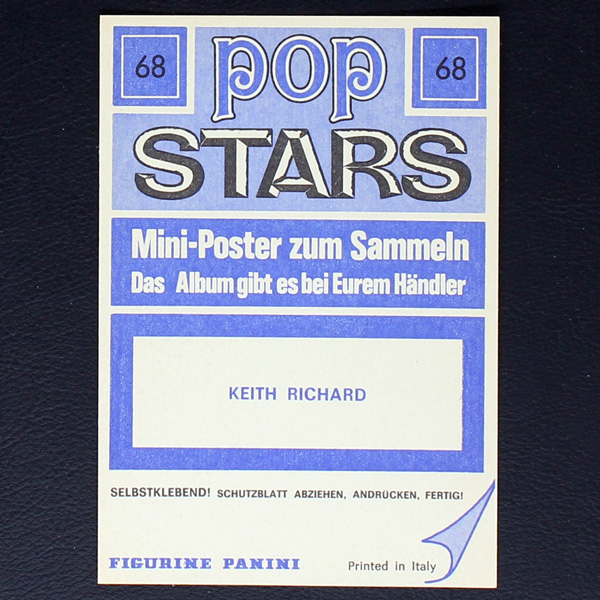 68
68
pop
STARS
Mini-Poster zum Sammeln
Das Album gibt es bei Eurem Händler
KEITH RICHARD
SELBSTKLEBEND! SCHUTZBLATT ABZIEHEN, ANDRÜCKEN, FERTIG!
FIGURINE PANINI
Printed in Italy